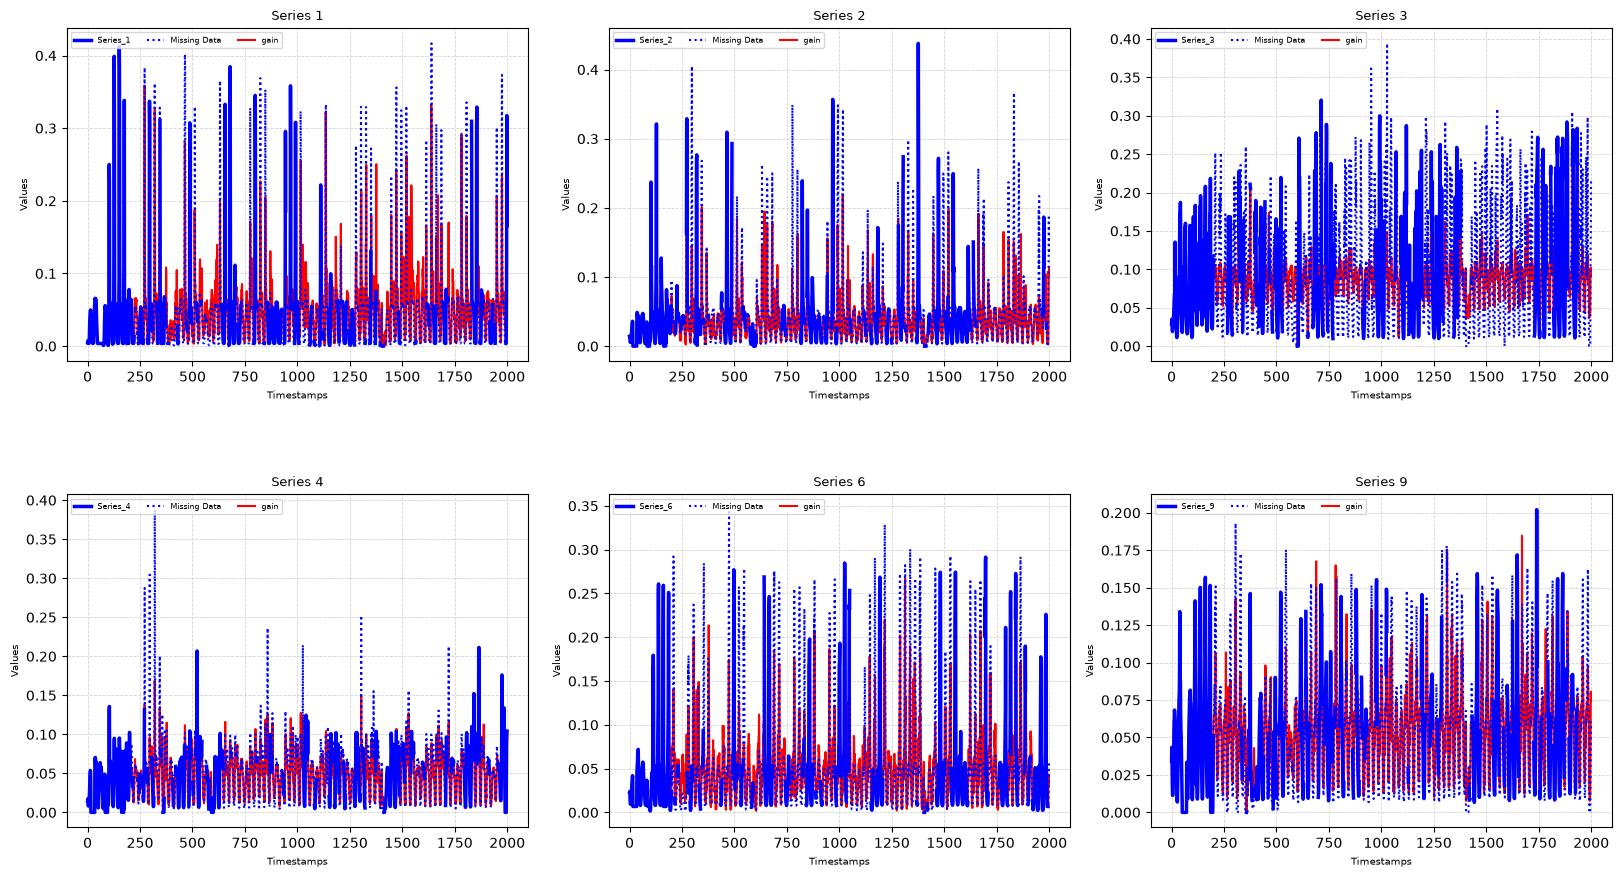 Series 1
Series_1 Missing Data gain
0.4
0.3
0.2
0.1
0.0
Values
0 250 500 750 1000 1250 1500 1750 2000
Timestamps
Series 2
Series_2 Missing Data gain
0.4
0.3
0.2
0.1
0.0
Values
0 250 500 750 1000 1250 1500 1750 2000
Timestamps
Series 3
Series_3 Missing Data gain
0.40
0.35
0.30
0.25
0.20
0.15
0.10
0.05
0.00
Values
0 250 500 750 1000 1250 1500 1750 2000
Timestamps
Series 4
Series_4 Missing Data gain
0.40
0.35
0.30
0.25
0.20
0.15
0.10
0.05
0.00
Values
0 250 500 750 1000 1250 1500 1750 2000
Timestamps
Series 6
Series_6 Missing Data gain
0.35
0.30
0.25
0.20
0.15
0.10
0.05
0.00
Values
0 250 500 750 1000 1250 1500 1750 2000
Timestamps
Series 9
Series_9 Missing Data gain
0.200
0.175
0.150
0.125
0.100
0.075
0.050
0.025
0.000
Values
0 250 500 750 1000 1250 1500 1750 2000
Timestamps